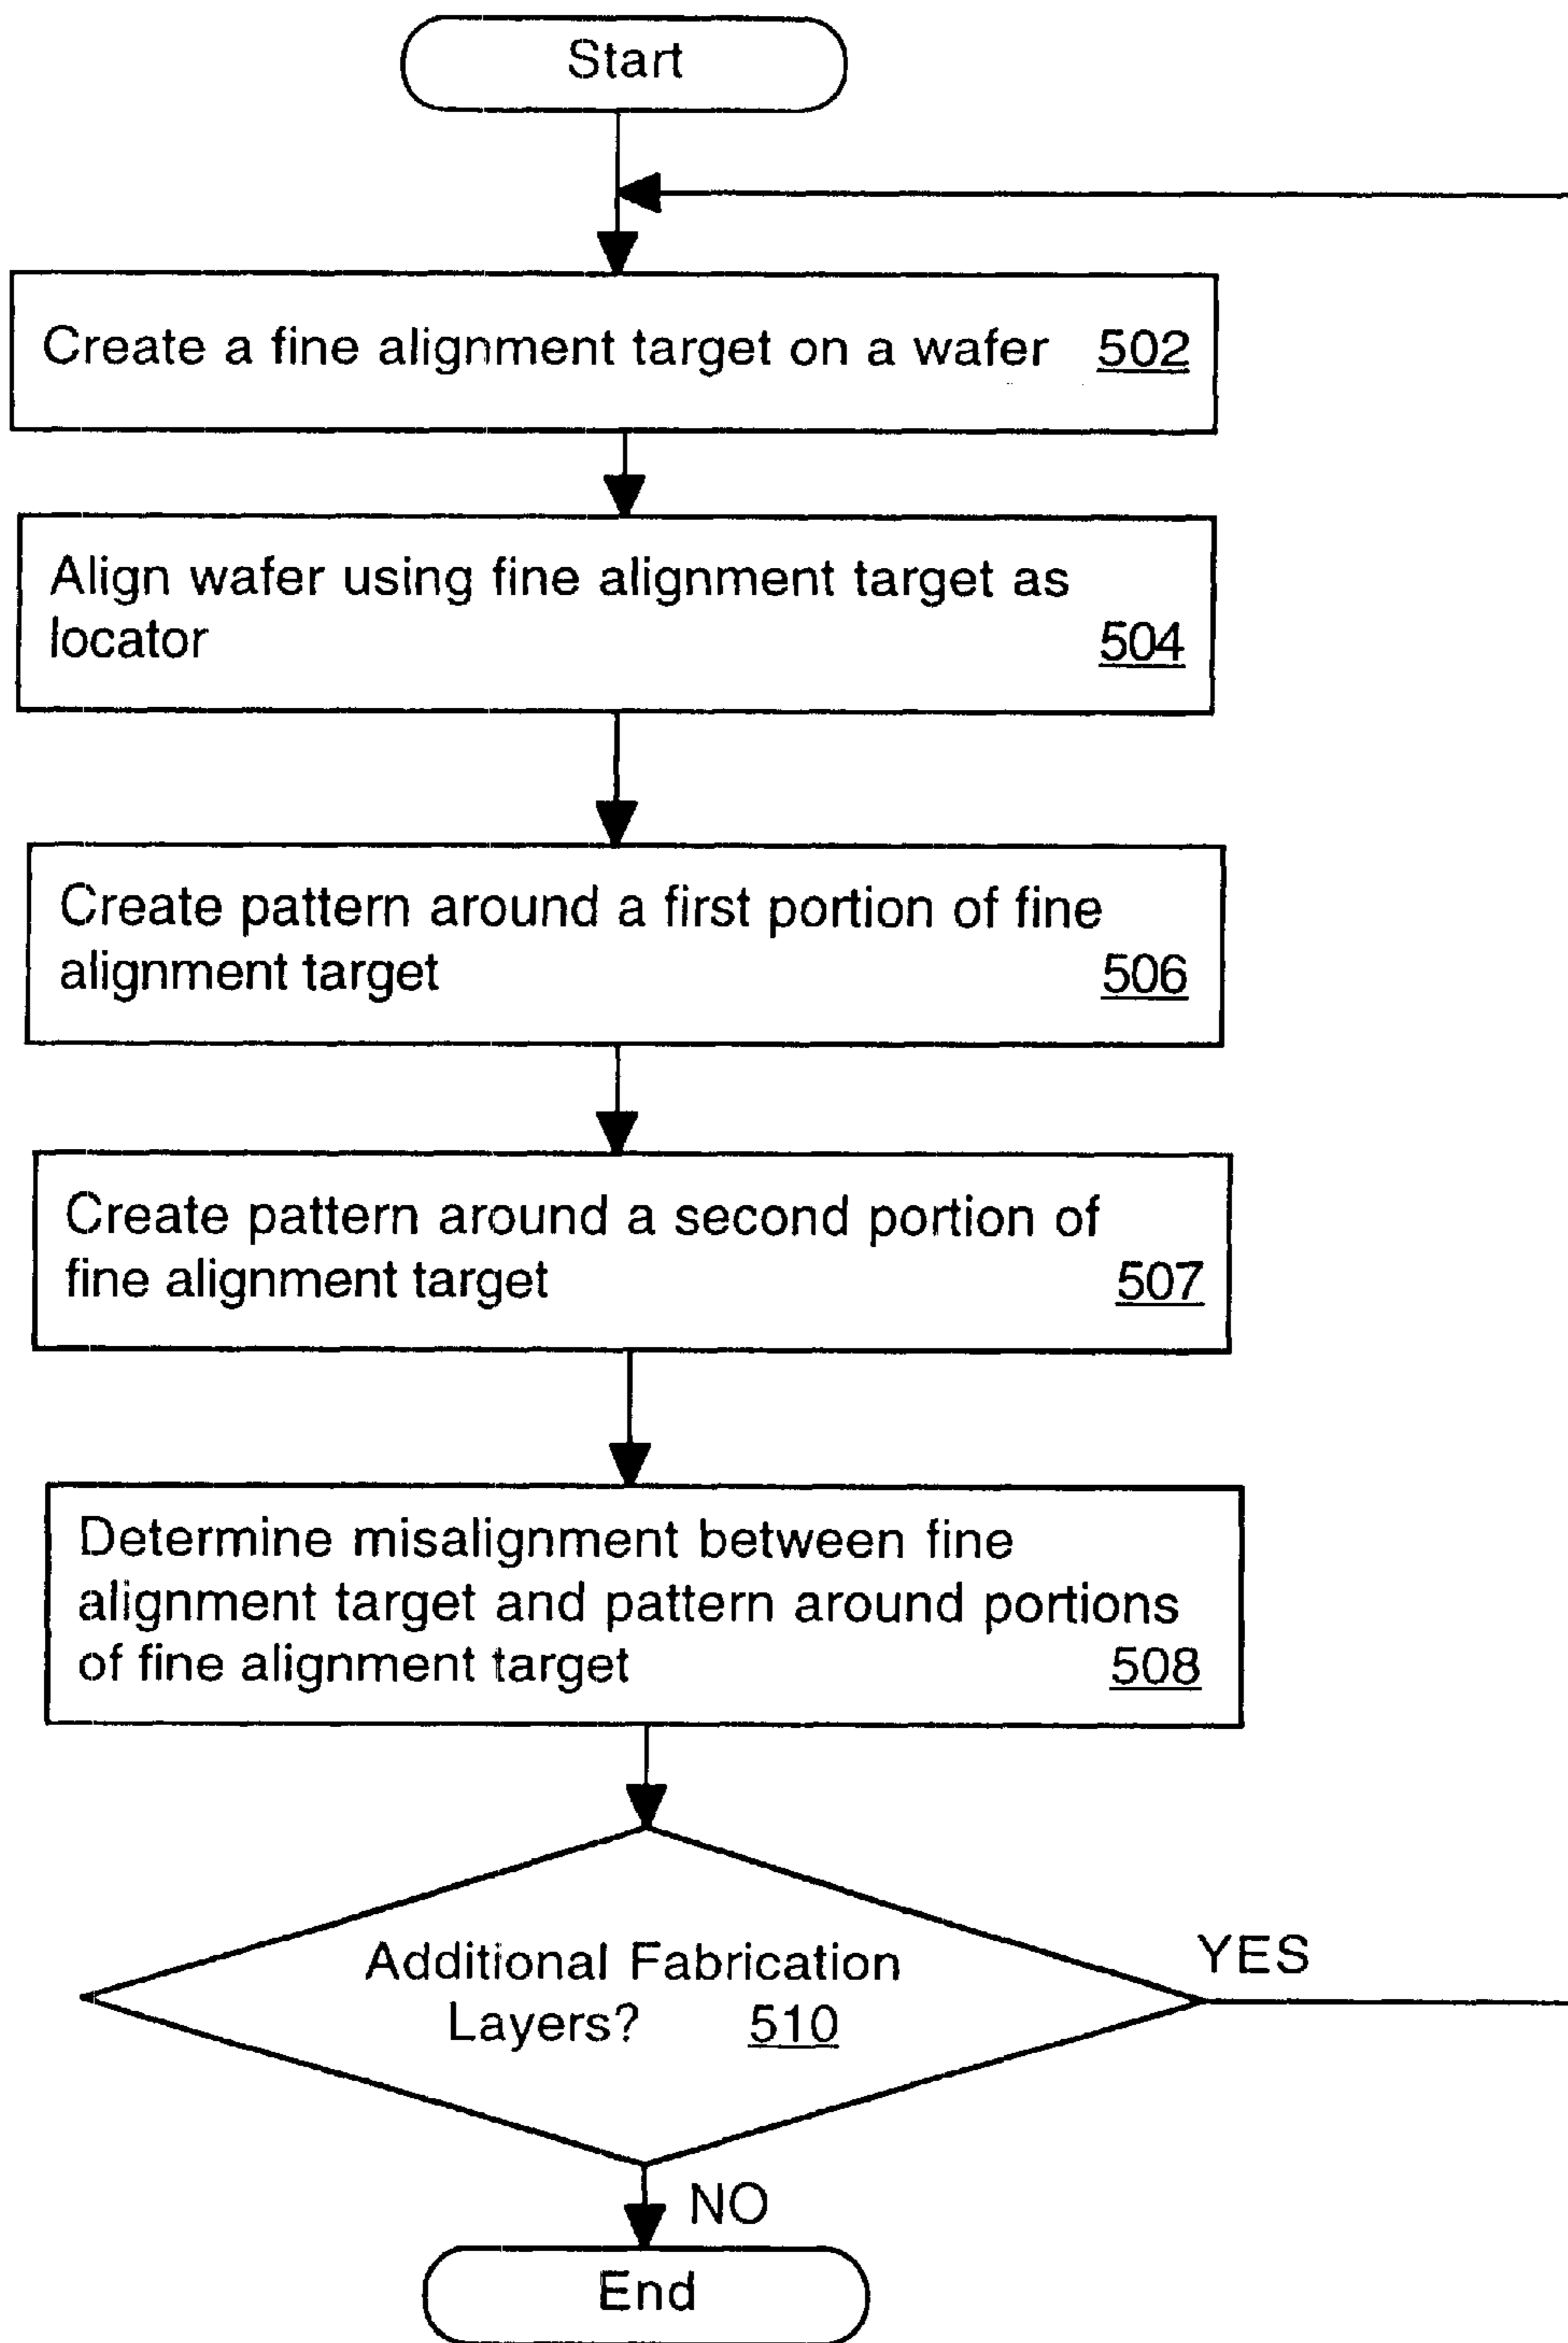 Start
Create a fine alignment target on a wafer 502
Align wafer using fine alignment target as
locator 504
Create pattern around a first portion of fine
alignment target 506
Create pattern around a second portion of
fine alignment target 507
Determine misalignment between fine
alignment target and pattern around portions
of fine alignment target 508
Additional Fabrication
Layers? 510
YES
NO
End